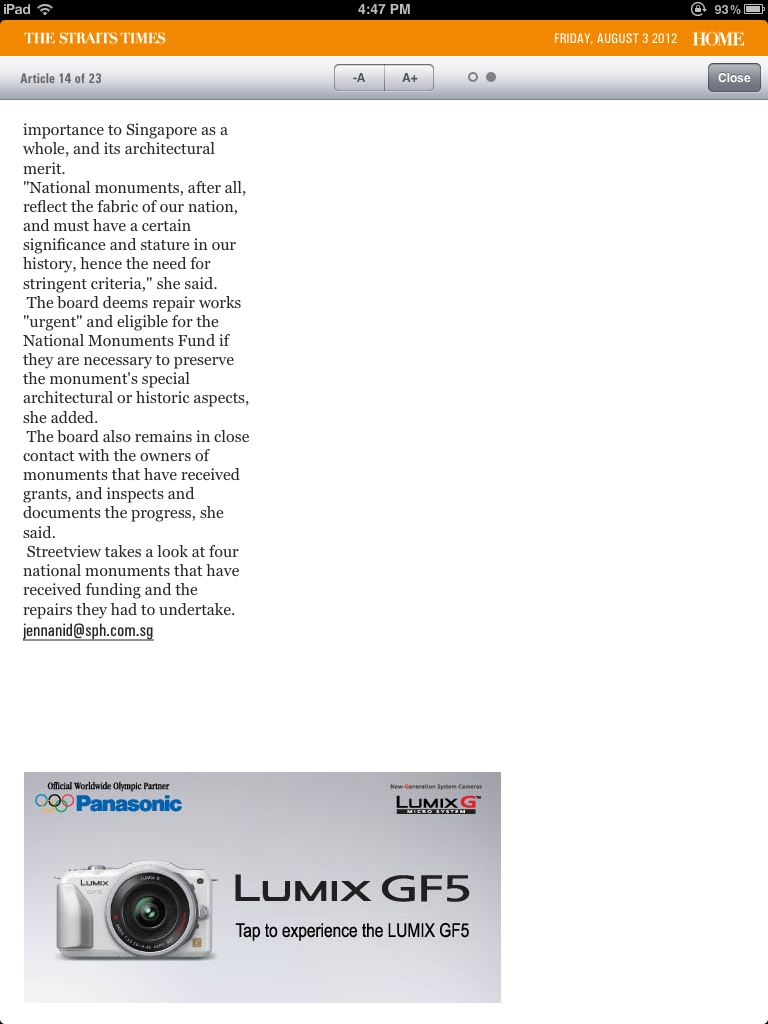 iPad 4:47 PM 93%
THE STRAITS TIMES FRIDAY, AUGUST 3 2012 HOME
Article 14 of 23 -A A+ Close
importance to Singapore as a
whole, and its architectural
merit.
"National monuments, after all,
reflect the fabric of our nation,
and must have a certain
significance and stature in our
history, hence the need for
stringent criteria," she said.
The board deems repair works
"urgent" and eligible for the
National Monuments Fund if
they are necessary to preserve
the monument's special
architectural or historic aspects,
she added.
The board also remains in close
contact with the owners of
monuments that have received
grants, and inspects and
documents the progress, she
said.
Streetview takes a look at four
national monuments that have
received funding and the
repairs they had to undertake.
jennanid@sph.com.sg
Official Worldwide Olympic Partner
Panasonic
New-Generation System Cameras
LUMIX G™
MICRO SYSTEM
LUMIX
GF5
LUMIX G
LUMIX GF5
Tap to experience the LUMIX GF5